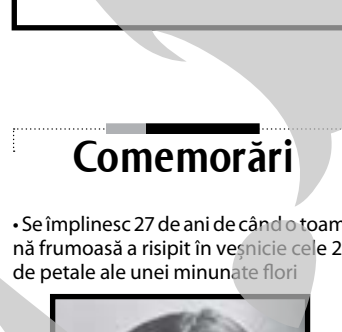 Comemorări
• Se împlinesc 27 de ani de când o toam
nă frumoasă a risipit în veșnicie cele 2
de petale ale unei minunate flori